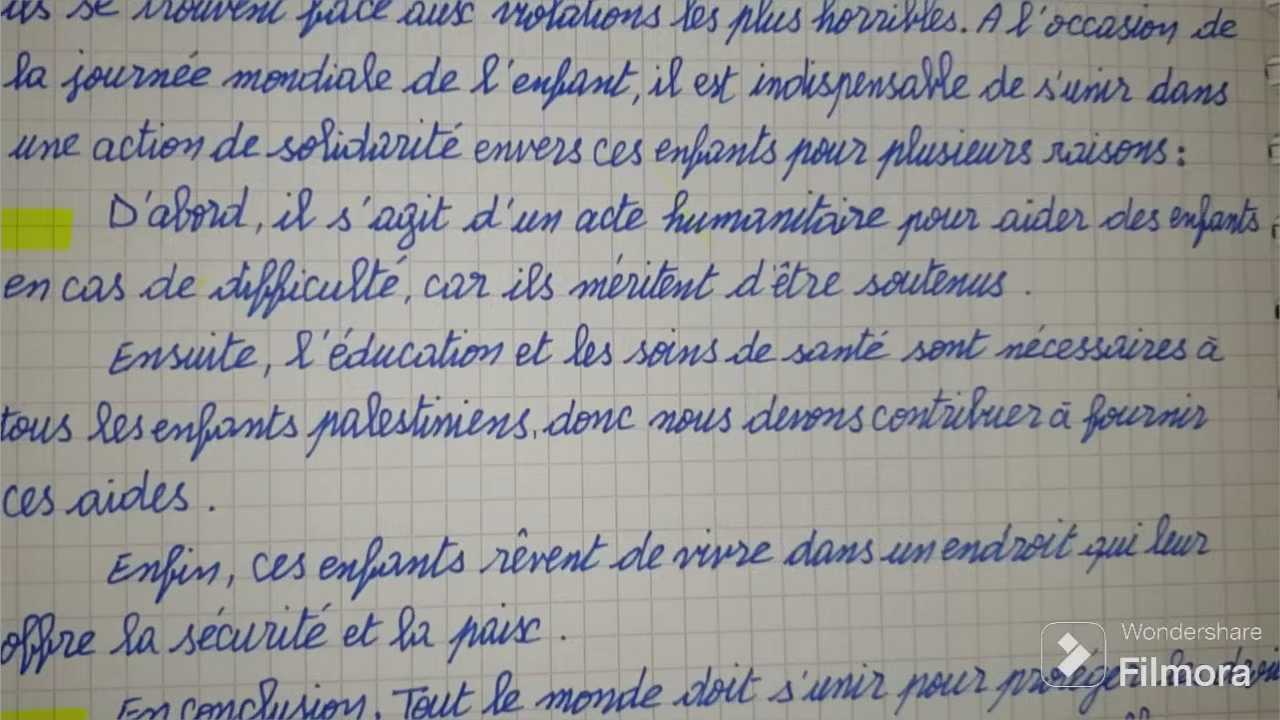 ils se trouvent face aux violations les plus horribles. A l'occasion de
la journée mondiale de l'enfant, il est indispensable de s'unir dans
une action de solidarité envers ces enfants pour plusieurs raisons :
D'abord, il s'agit d'un acte humanitaire pour aider des enfants
en cas de difficulté, car ils méritent d'être soutenus.
Ensuite, l'éducation et les soins de santé sont nécessaires à
tous les enfants palestiniens, donc nous devons contribuer à fournir
ces aides.
Enfin, ces enfants rêvent de vivre dans un endroit qui leur
offre la sécurité et la paix.
En conclusion, Tout le monde doit s'unir pour protéger
Wondershare
Filmora